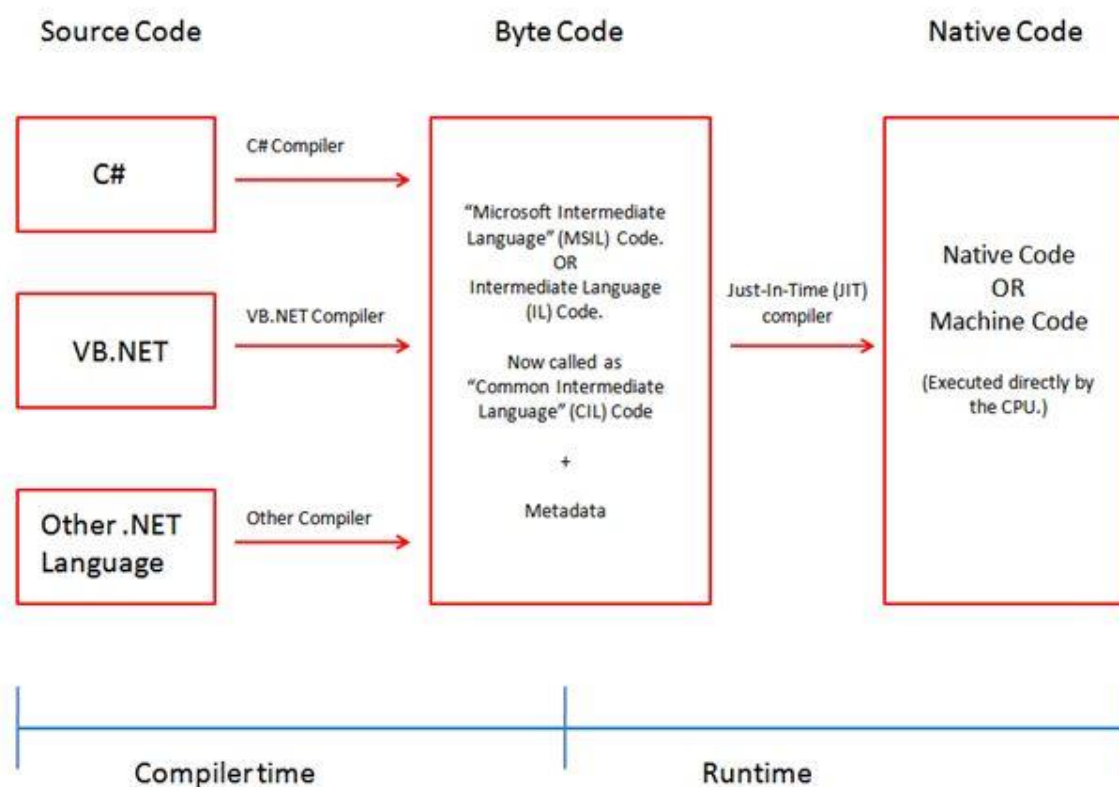 Source Code
Byte Code
Native Code
C#
C# Compiler
VB.NET
VB.NET Compiler
Other .NET
Language
Other Compiler
“Microsoft Intermediate
Language” (MSIL) Code.
OR
Intermediate Language
(IL) Code.
Now called as
“Common Intermediate
Language” (CIL) Code
+
Metadata
Just-In-Time (JIT)
compiler
Native Code
OR
Machine Code
(Executed directly by
the CPU.)
Compiler time
Runtime